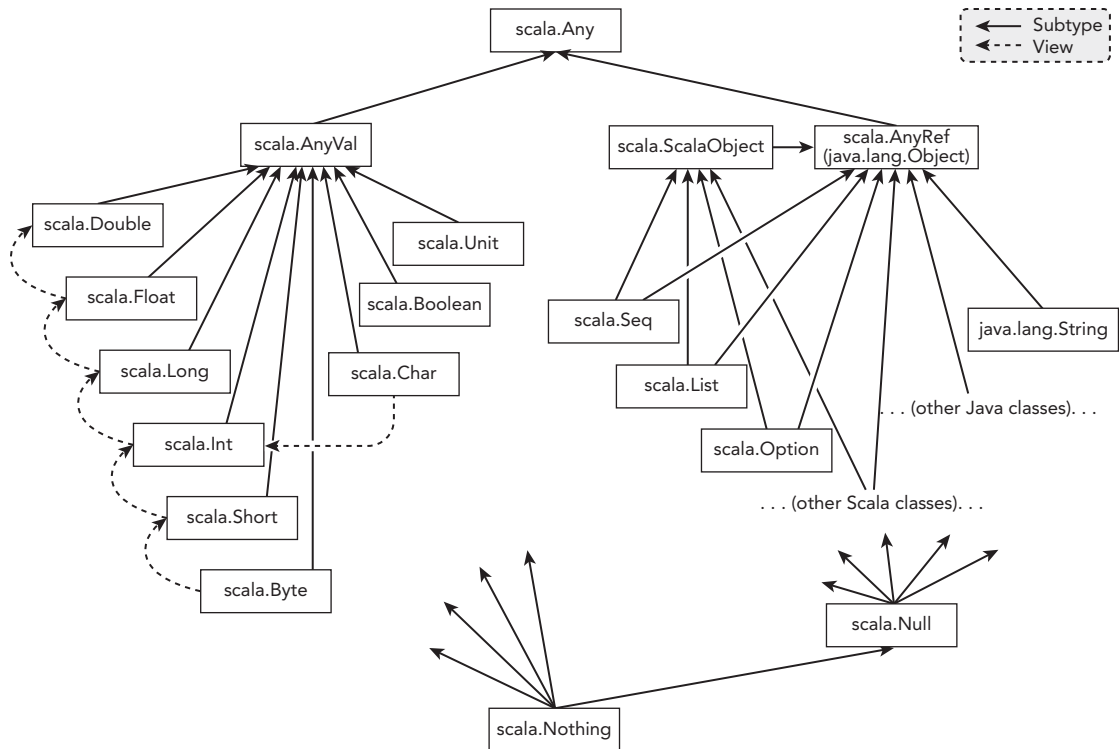 scala.Any
Subtype
View
scala.AnyVal
scala.ScalaObject
scala.AnyRef
(java.lang.Object)
scala.Double
scala.Unit
scala.Float
scala.Boolean
scala.Seq
java.lang.String
scala.Long
scala.Char
scala.List
. . . (other Java classes). . .
scala.Int
scala.Option
. . . (other Scala classes). . .
scala.Short
scala.Byte
scala.Null
scala.Nothing